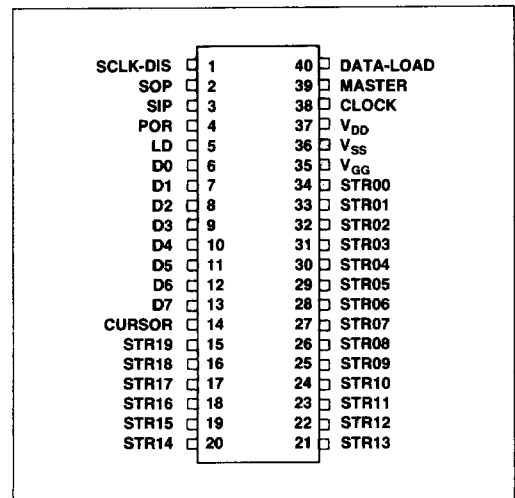 SCLK-DIS 1 40 DATA-LOAD
SOP 2 39 MASTER
SIP 3 38 CLOCK
POR 4 37 VDD
LD 5 36 VSS
D0 6 35 VGG
D1 7 34 STR00
D2 8 33 STR01
D3 9 32 STR02
D4 10 31 STR03
D5 11 30 STR04
D6 12 29 STR05
D7 13 28 STR06
CURSOR 14 27 STR07
STR19 15 26 STR08
STR18 16 25 STR09
STR17 17 24 STR10
STR16 18 23 STR11
STR15 19 22 STR12
STR14 20 21 STR13